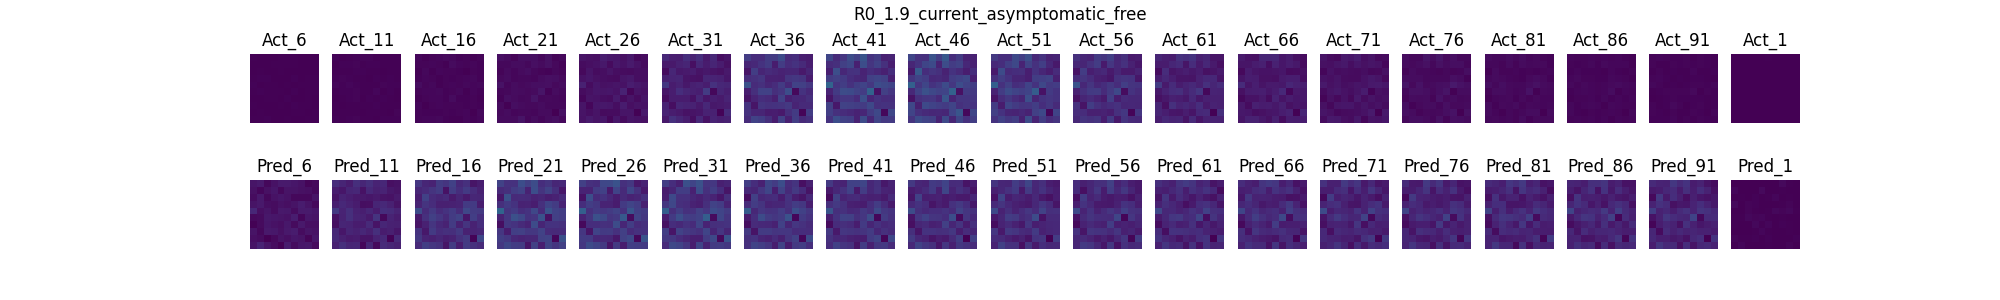 R0_1.9_current_asymptomatic_free
Act_6 Act_11 Act_16 Act_21 Act_26 Act_31 Act_36 Act_41 Act_46 Act_51 Act_56 Act_61 Act_66 Act_71 Act_76 Act_81 Act_86 Act_91 Act_1
Pred_6 Pred_11 Pred_16 Pred_21 Pred_26 Pred_31 Pred_36 Pred_41 Pred_46 Pred_51 Pred_56 Pred_61 Pred_66 Pred_71 Pred_76 Pred_81 Pred_86 Pred_91 Pred_1